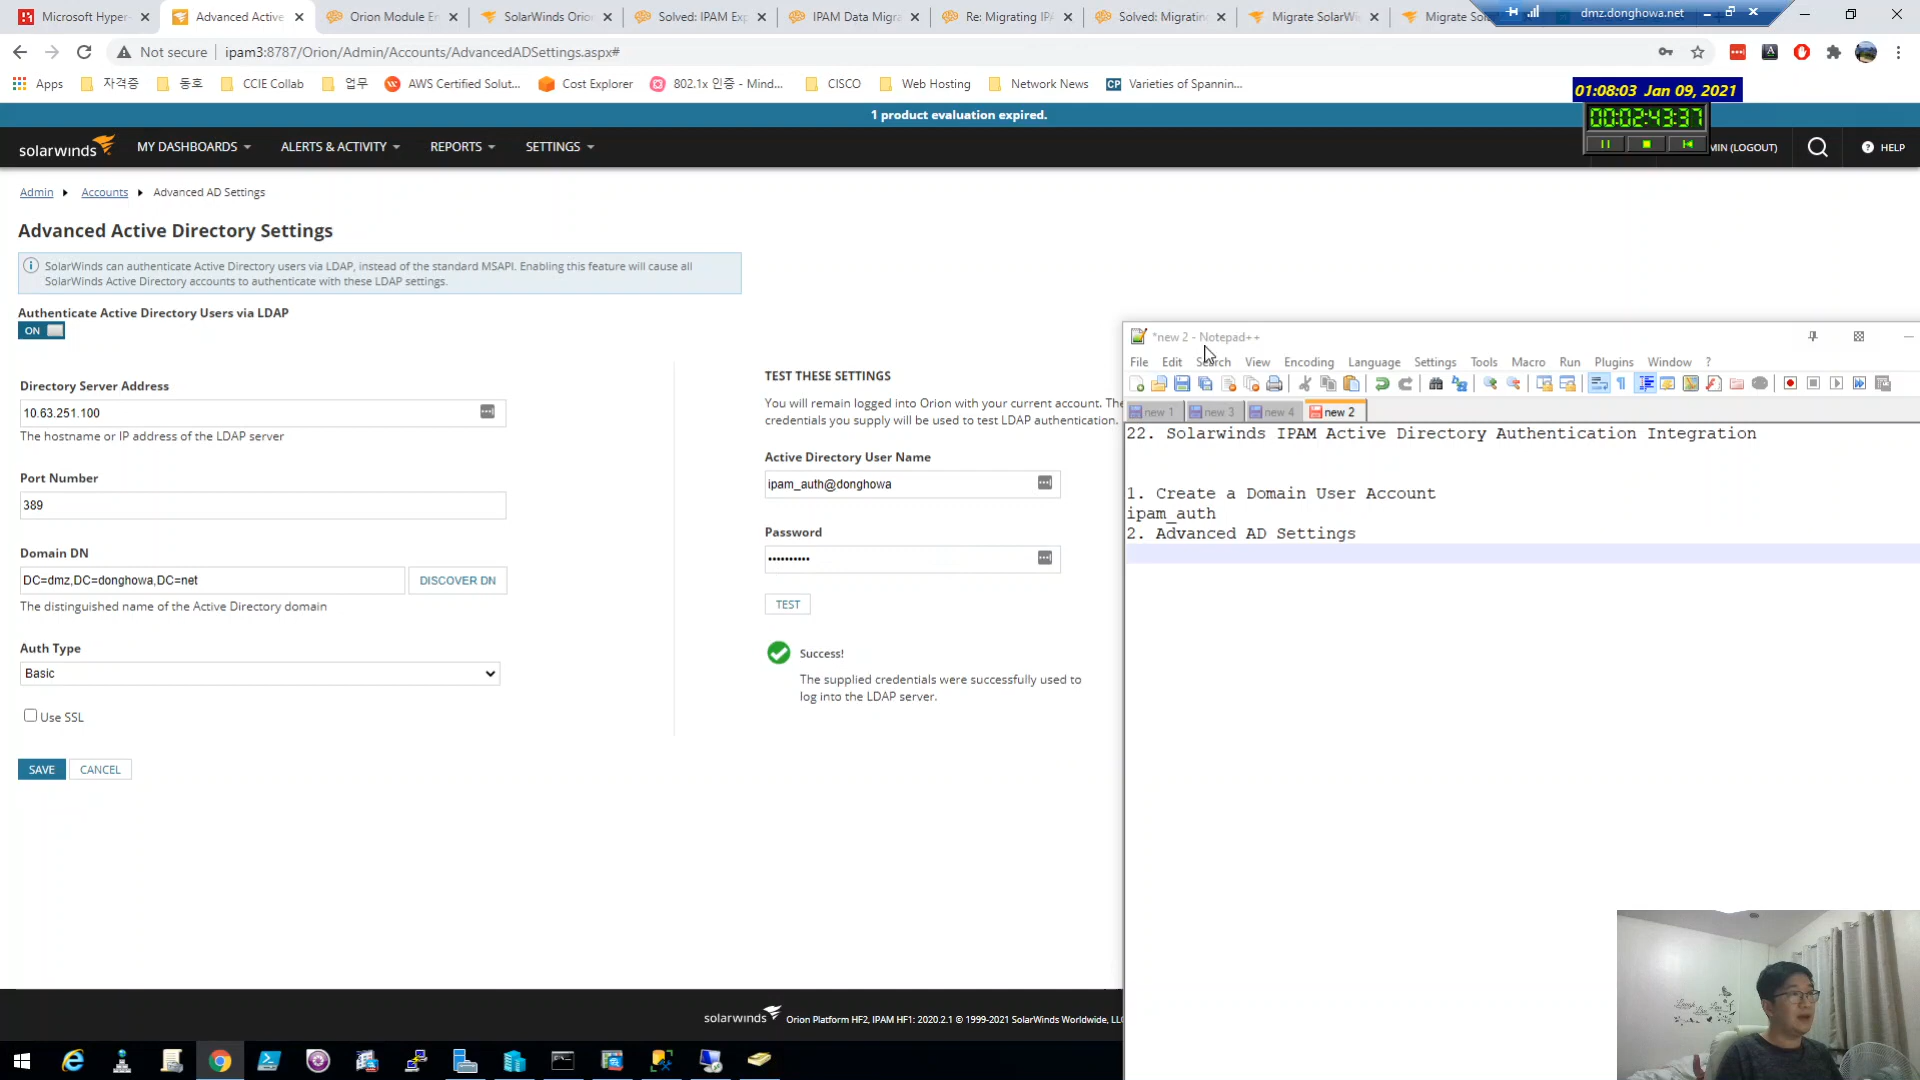 Microsoft Hyper-
Advanced Active
Orion Module En
SolarWinds Orio
Solved: IPAM Exp
IPAM Data Migra
Re: Migrating IPA
Solved: Migratin
Migrate SolarWi
Migrate So
dmz.donghowa.net
Not secure
ipam3:8787/Orion/Admin/Accounts/AdvancedADSettings.aspx#
Apps
자격증
동호
CCIE Collab
업무
AWS Certified Solut...
Cost Explorer
802.1x 인증 - Mind...
CISCO
Web Hosting
Network News
CP
Varieties of Spannin...
01:08:03 Jan 09, 2021
00:02:43:37
1 product evaluation expired.
solarwinds
MY DASHBOARDS
ALERTS & ACTIVITY
REPORTS
SETTINGS
MIN (LOGOUT)
? HELP
Admin
Accounts
Advanced AD Settings
Advanced Active Directory Settings
SolarWinds can authenticate Active Directory users via LDAP, instead of the standard MSAPI. Enabling this feature will cause all
SolarWinds Active Directory accounts to authenticate with these LDAP settings.
Authenticate Active Directory Users via LDAP
ON
Directory Server Address
10.63.251.100
The hostname or IP address of the LDAP server
Port Number
389
Domain DN
DC=dmz,DC=donghowa,DC=net
DISCOVER DN
The distinguished name of the Active Directory domain
Auth Type
Basic
Use SSL
SAVE
CANCEL
TEST THESE SETTINGS
You will remain logged into Orion with your current account. The
credentials you supply will be used to test LDAP authentication.
Active Directory User Name
ipam_auth@donghowa
Password
••••••••••
TEST
Success!
The supplied credentials were successfully used to
log into the LDAP server.
*new 2 - Notepad++
File Edit Search View Encoding Language Settings Tools Macro Run Plugins Window ?
new 1
new 3
new 4
new 2
22. Solarwinds IPAM Active Directory Authentication Integration
1. Create a Domain User Account
ipam_auth
2. Advanced AD Settings
solarwinds
Orion Platform HF2, IPAM HF1: 2020.2.1 © 1999-2021 SolarWinds Worldwide, LLC